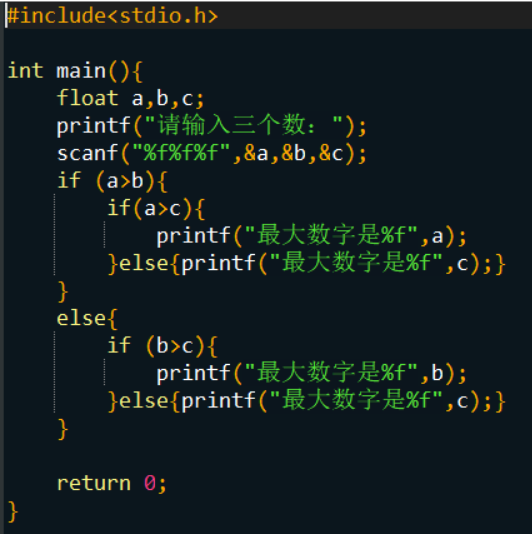 #include<stdio.h>
int main(){
    float a,b,c;
    printf("请输入三个数：");
    scanf("%f%f%f",&a,&b,&c);
    if (a>b){
        if(a>c){
            printf("最大数字是%f",a);
        }else{printf("最大数字是%f",c);}
    }
    else{
        if (b>c){
            printf("最大数字是%f",b);
        }else{printf("最大数字是%f",c);}
    }
    return 0;
}